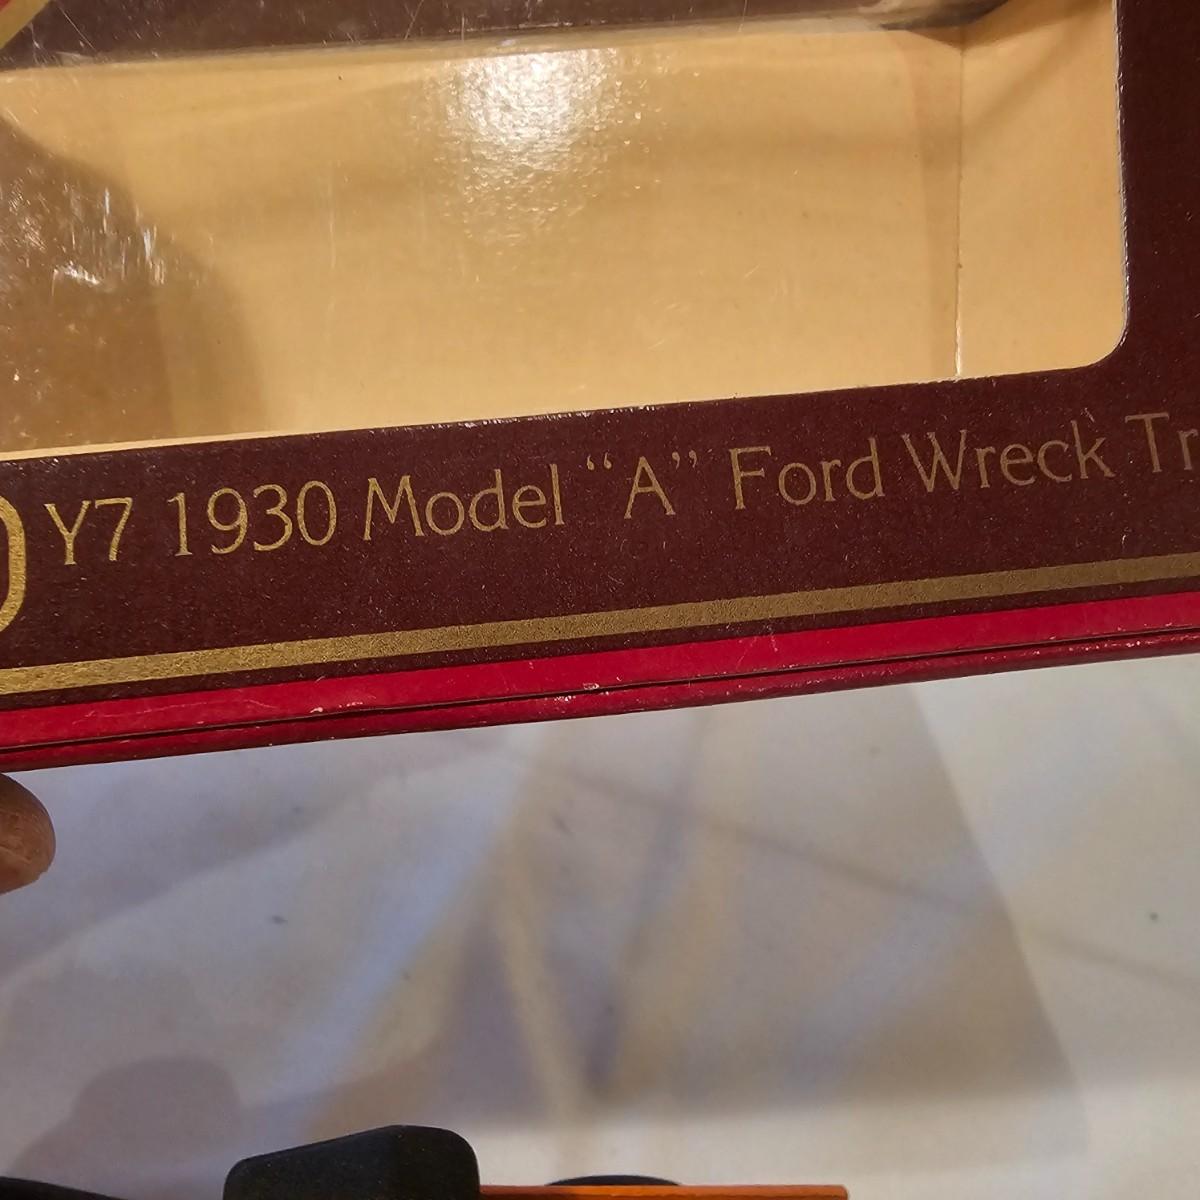 Y7 1930 Model “A” Ford Wreck Tr